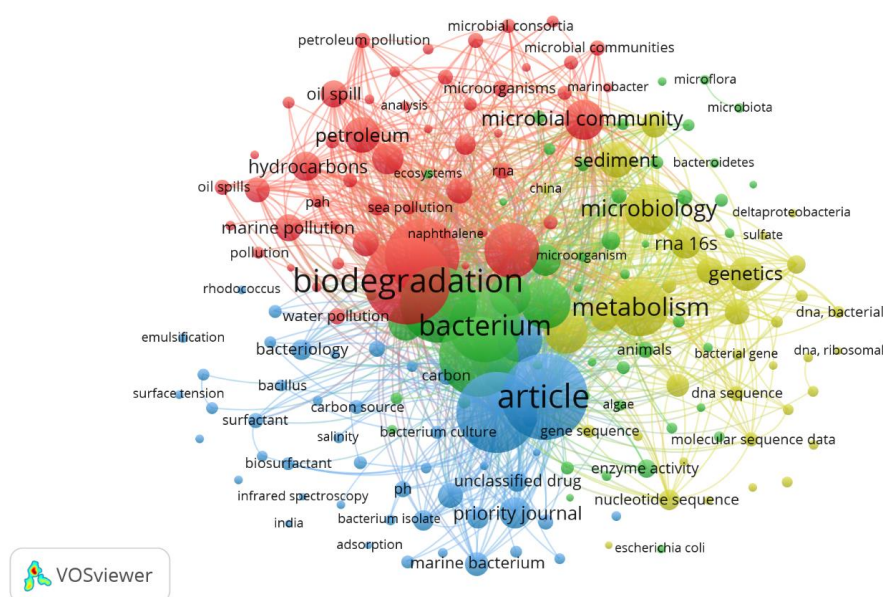 microbial consortia
petroleum pollution
microbial communities
microflora
oil spill
microorganisms
marinobacter
analysis
microbiota
petroleum
microbial community
hydrocarbons
ecosystems
rna
sediment
bacteroidetes
oil spills
china
pah
sea pollution
microbiology
deltaproteobacteria
marine pollution
naphthalene
rna 16s
sulfate
pollution
microorganism
biodegradation
genetics
rhodococcus
metabolism
water pollution
bacterium
dna, bacterial
emulsification
bacteriology
animals
bacterial gene
dna, ribosomal
carbon
surface tension
bacillus
article
dna sequence
carbon source
algae
surfactant
salinity
bacterium culture
gene sequence
molecular sequence data
biosurfactant
enzyme activity
unclassified drug
infrared spectroscopy
ph
nucleotide sequence
india
bacterium isolate
priority journal
adsorption
escherichia coli
marine bacterium
VOSviewer